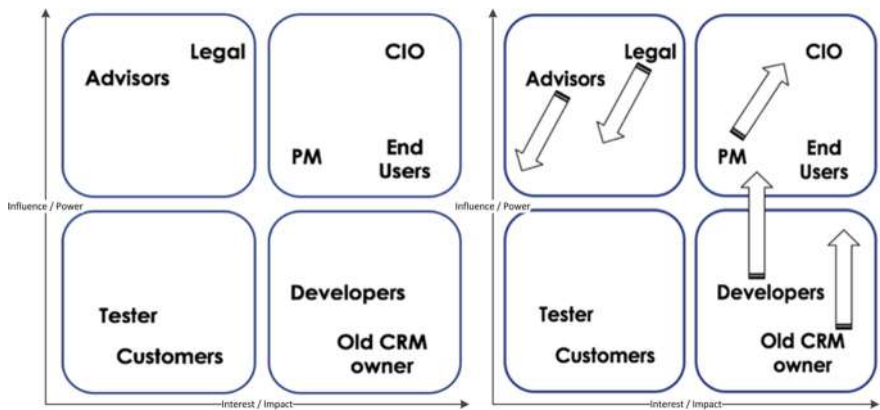 Legal
Advisors
CIO
PM
End
Users
Influence / Power
Tester
Customers
Developers
Old CRM
owner
Interest / Impact
Legal
Advisors
CIO
PM
End
Users
Influence / Power
Tester
Customers
Developers
Old CRM
owner
Interest / Impact